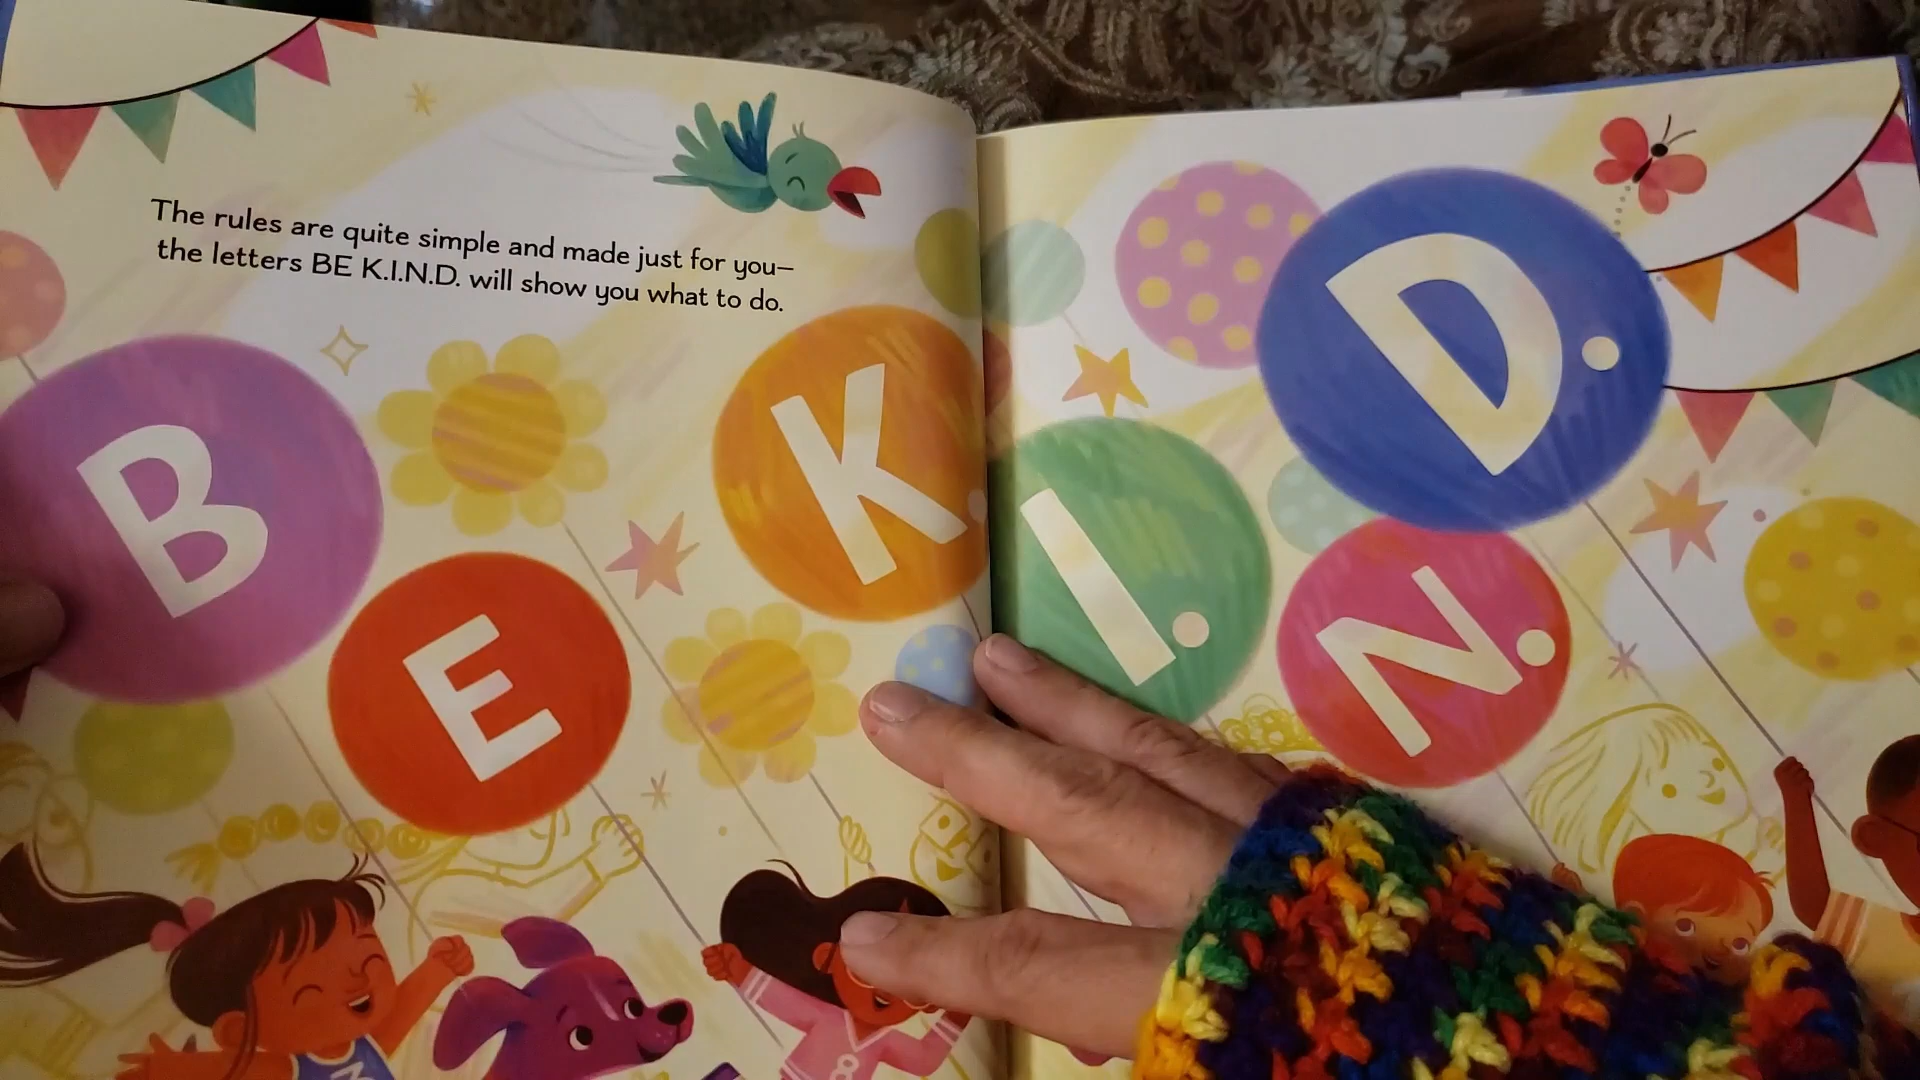 The rules are quite simple and made just for you—
the letters BE K.I.N.D. will show you what to do.
B
E
K.
I.
N.
D.